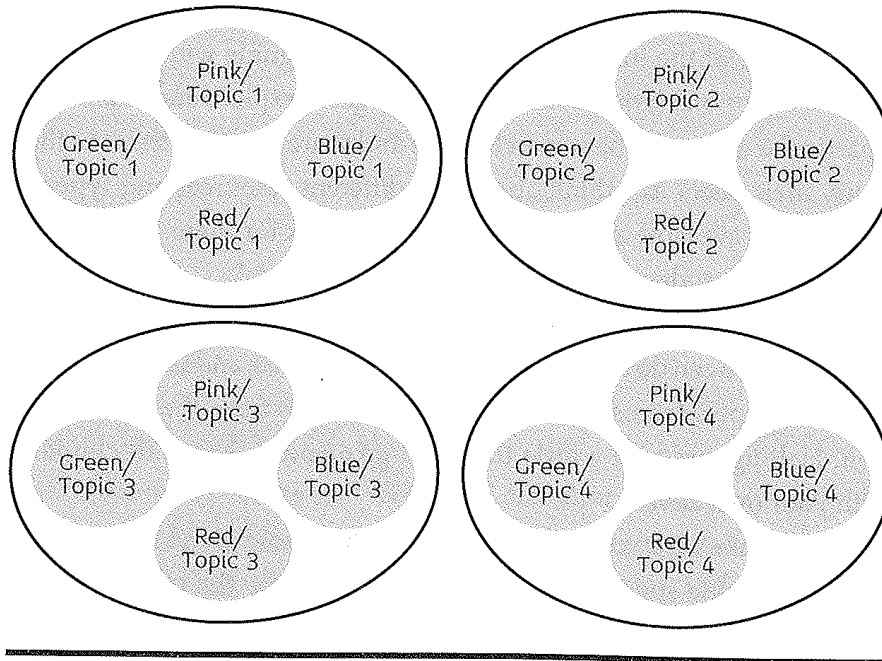 Pink/
Topic 1
Green/
Topic 1
Blue/
Topic 1
Red/
Topic 1
Pink/
Topic 2
Green/
Topic 2
Blue/
Topic 2
Red/
Topic 2
Pink/
Topic 3
Green/
Topic 3
Blue/
Topic 3
Red/
Topic 3
Pink/
Topic 4
Green/
Topic 4
Blue/
Topic 4
Red/
Topic 4